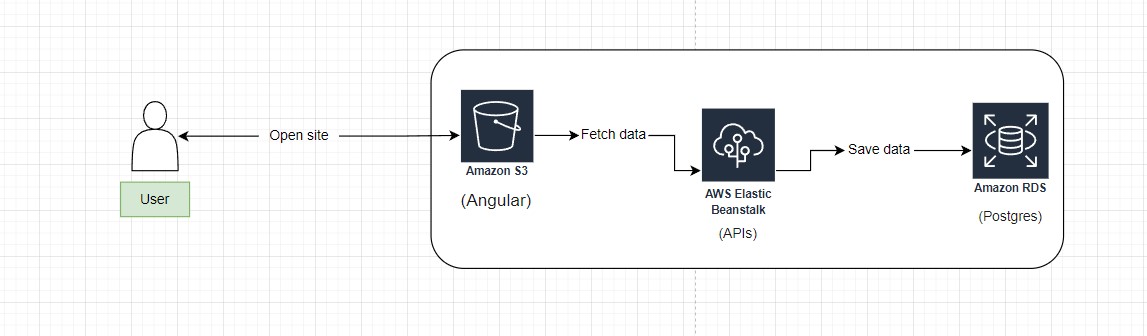 Open site
User
Amazon S3
(Angular)
Fetch data
AWS Elastic
Beanstalk
(APIs)
Save data
Amazon RDS
(Postgres)